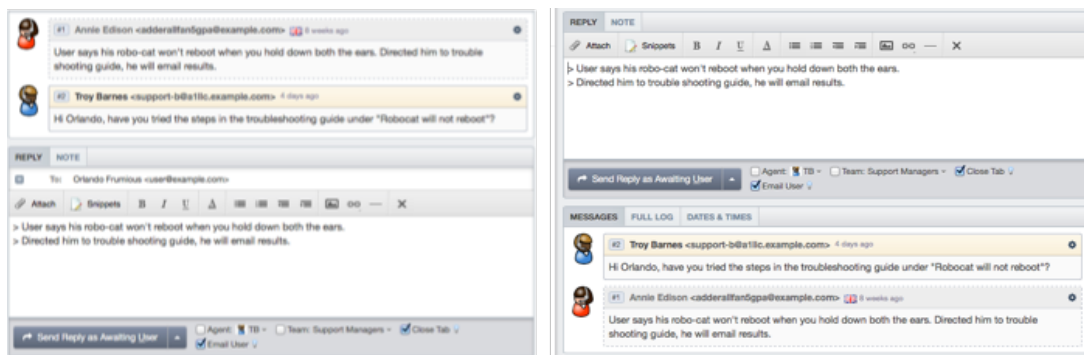 #1 Annie Edison <adderallfan5gpa@example.com> 8 weeks ago
User says his robo-cat won't reboot when you hold down both the ears. Directed him to trouble
shooting guide, he will email results.
#2 Troy Barnes <support-b@a1llc.example.com> 4 days ago
Hi Orlando, have you tried the steps in the troubleshooting guide under "Robocat will not reboot"?
REPLY NOTE
To: Orlando Frumious <user@example.com>
Attach Snippets B I U A
> User says his robo-cat won't reboot when you hold down both the ears.
> Directed him to trouble shooting guide, he will email results.
Send Reply as Awaiting User Agent: TB Team: Support Managers Close Tab
Email User
REPLY NOTE
Attach Snippets B I U A
> User says his robo-cat won't reboot when you hold down both the ears.
> Directed him to trouble shooting guide, he will email results.
Send Reply as Awaiting User Agent: TB Team: Support Managers Close Tab
Email User
MESSAGES FULL LOG DATES & TIMES
#2 Troy Barnes <support-b@a1llc.example.com> 4 days ago
Hi Orlando, have you tried the steps in the troubleshooting guide under "Robocat will not reboot"?
#1 Annie Edison <adderallfan5gpa@example.com> 8 weeks ago
User says his robo-cat won't reboot when you hold down both the ears. Directed him to trouble
shooting guide, he will email results.